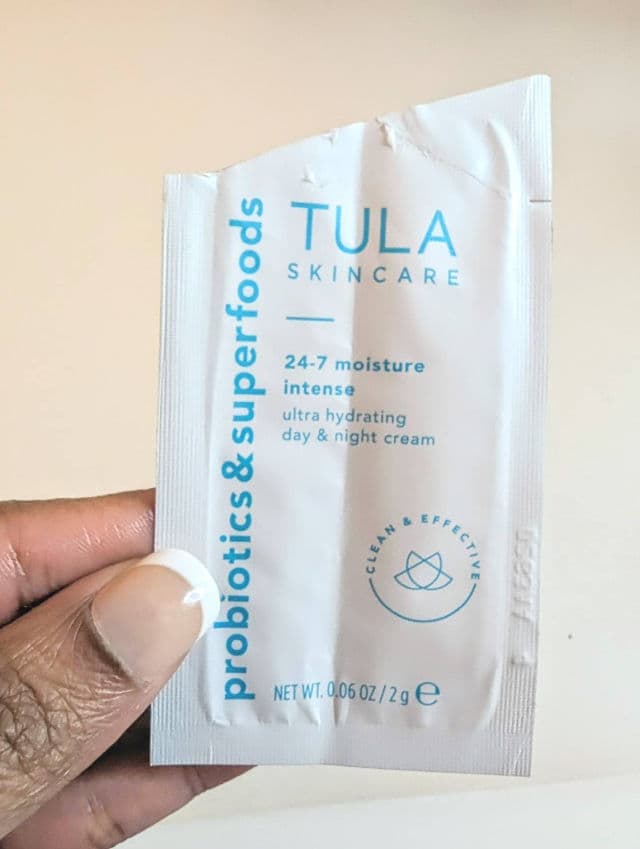 probiotics & superfoods
TULA
SKINCARE
24-7 moisture
intense
ultra hydrating
day & night cream
CLEAN & EFFECTIVE
NET WT. 0.06 OZ / 2 g ℮